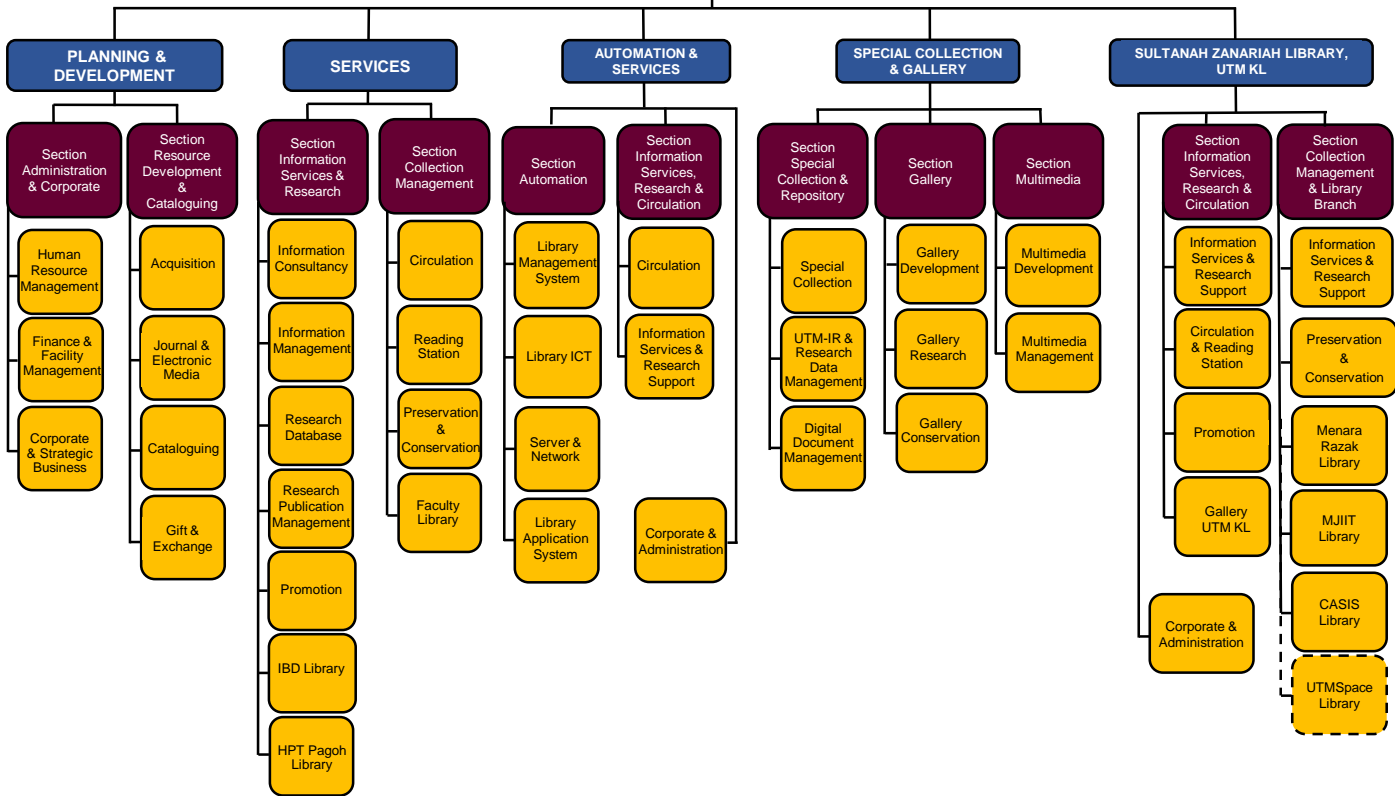 PLANNING &
DEVELOPMENT
SERVICES
AUTOMATION &
SERVICES
SPECIAL COLLECTION
& GALLERY
SULTANAH ZANARIAH LIBRARY,
UTM KL
Section
Administration
& Corporate
Section
Resource
Development
&
Cataloguing
Section
Information
Services &
Research
Section
Collection
Management
Section
Automation
Section
Information
Services,
Research &
Circulation
Section
Special
Collection &
Repository
Section
Gallery
Section
Multimedia
Section
Information
Services,
Research &
Circulation
Section
Collection
Management
& Library
Branch
Human
Resource
Management
Finance &
Facility
Management
Corporate
& Strategic
Business
Acquisition
Journal &
Electronic
Media
Cataloguing
Gift &
Exchange
Information
Consultancy
Information
Management
Research
Database
Research
Publication
Management
Promotion
IBD Library
HPT Pagoh
Library
Circulation
Reading
Station
Preservation
&
Conservation
Faculty
Library
Library
Management
System
Library ICT
Server &
Network
Library
Application
System
Circulation
Information
Services &
Research
Support
Corporate &
Administration
Special
Collection
UTM-IR &
Research
Data
Management
Digital
Document
Management
Gallery
Development
Gallery
Research
Gallery
Conservation
Multimedia
Development
Multimedia
Management
Information
Services &
Research
Support
Circulation
& Reading
Station
Promotion
Gallery
UTM KL
Corporate &
Administration
Information
Services &
Research
Support
Preservation
&
Conservation
Menara
Razak
Library
MJIIT
Library
CASIS
Library
UTMSpace
Library